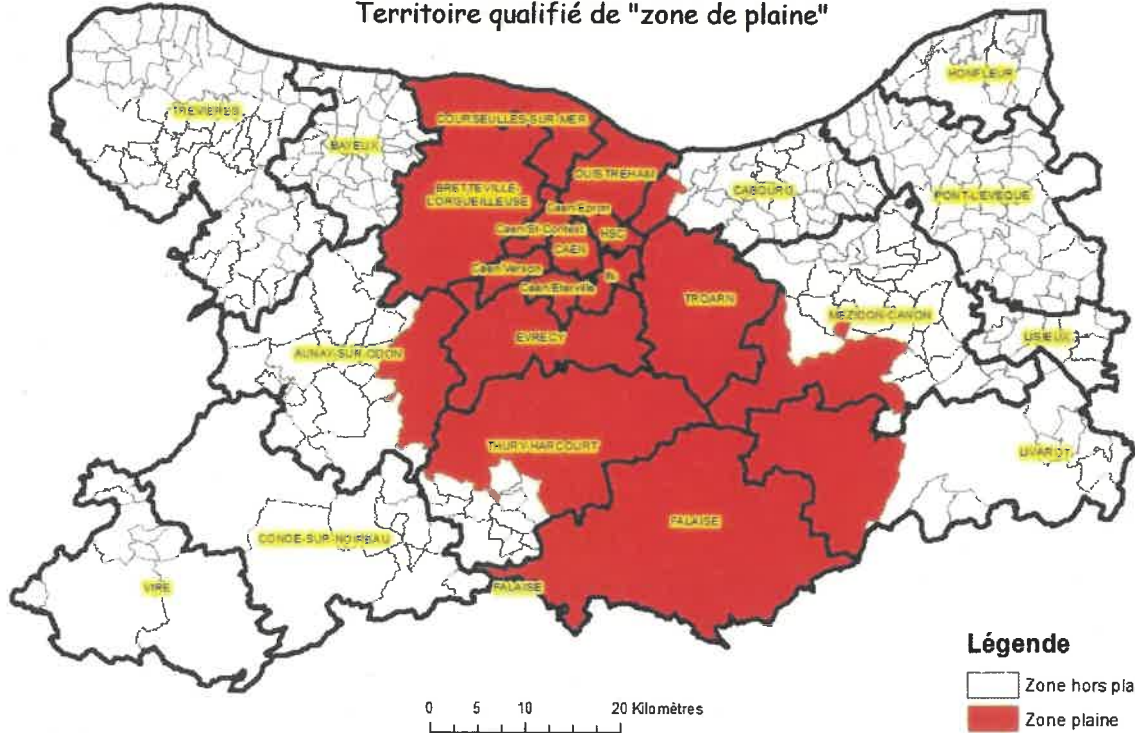 Territoire qualifié de "zone de plaine"
HONFLEUR
TREVIERES
COURSEULLES-SUR-MER
BAYEUX
OUISTREHAM
BRETTEVILLE-
L'ORGUEILLEUSE
CABOURG
PONT-L'EVEQUE
Caen/Epron
Caen/St-Contest
HSC
CAEN
Caen/Verson
Caen/Eterville
TROARN
MEZIDON-CANON
EVRECY
LISIEUX
AUNAY-SUR-ODON
THURY-HARCOURT
LIVAROT
FALAISE
CONDE-SUR-NOIREAU
VIRE
FALAISE
Légende
Zone hors pla
Zone plaine
0 5 10 20 Kilomètres